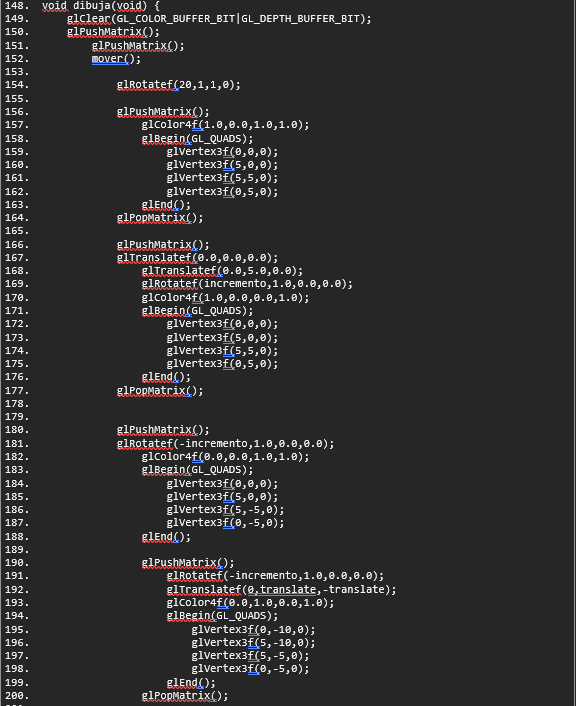 148. void dibuja(void) {
149. glClear(GL_COLOR_BUFFER_BIT|GL_DEPTH_BUFFER_BIT);
150. glPushMatrix();
151. glPushMatrix();
152. mover();
153.
154. glRotatef(20,1,1,0);
155.
156. glPushMatrix();
157. glColor4f(1.0,0.0,1.0,1.0);
158. glBegin(GL_QUADS);
159. glVertex3f(0,0,0);
160. glVertex3f(5,0,0);
161. glVertex3f(5,5,0);
162. glVertex3f(0,5,0);
163. glEnd();
164. glPopMatrix();
165.
166. glPushMatrix();
167. glTranslatef(0.0,0.0,0.0);
168. glTranslatef(0.0,5.0,0.0);
169. glRotatef(incremento,1.0,0.0,0.0);
170. glColor4f(1.0,0.0,0.0,1.0);
171. glBegin(GL_QUADS);
172. glVertex3f(0,0,0);
173. glVertex3f(5,0,0);
174. glVertex3f(5,5,0);
175. glVertex3f(0,5,0);
176. glEnd();
177. glPopMatrix();
178.
179.
180. glPushMatrix();
181. glRotatef(-incremento,1.0,0.0,0.0);
182. glColor4f(0.0,0.0,1.0,1.0);
183. glBegin(GL_QUADS);
184. glVertex3f(0,0,0);
185. glVertex3f(5,0,0);
186. glVertex3f(5,-5,0);
187. glVertex3f(0,-5,0);
188. glEnd();
189.
190. glPushMatrix();
191. glRotatef(-incremento,1.0,0.0,0.0);
192. glTranslatef(0,translate,-translate);
193. glColor4f(0.0,1.0,0.0,1.0);
194. glBegin(GL_QUADS);
195. glVertex3f(0,-10,0);
196. glVertex3f(5,-10,0);
197. glVertex3f(5,-5,0);
198. glVertex3f(0,-5,0);
199. glEnd();
200. glPopMatrix();